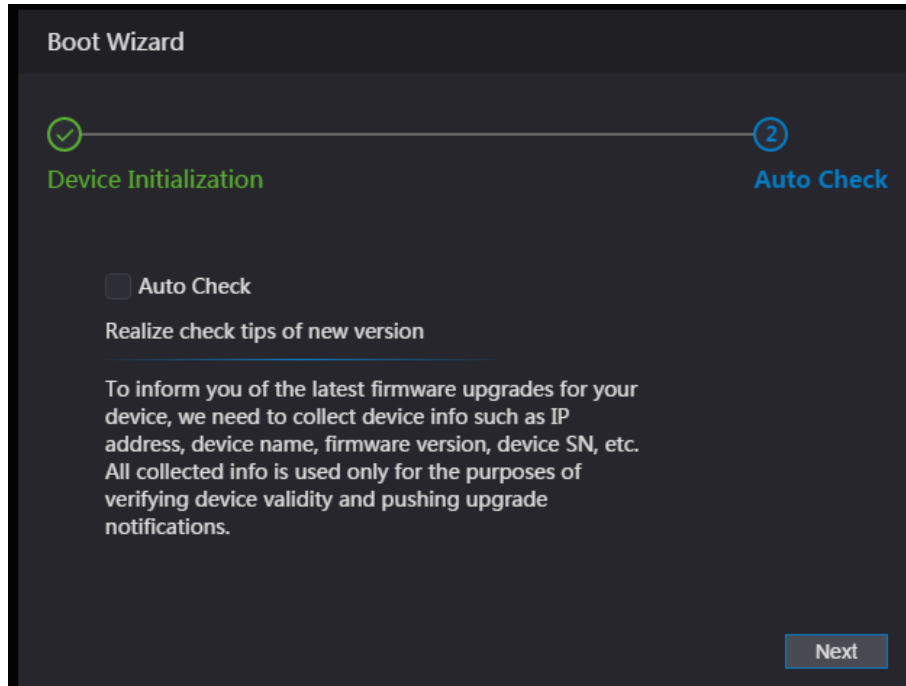 Boot Wizard
2
Device Initialization
Auto Check
Auto Check
Realize check tips of new version
To inform you of the latest firmware upgrades for your
device, we need to collect device info such as IP
address, device name, firmware version, device SN, etc.
All collected info is used only for the purposes of
verifying device validity and pushing upgrade
notifications.
Next